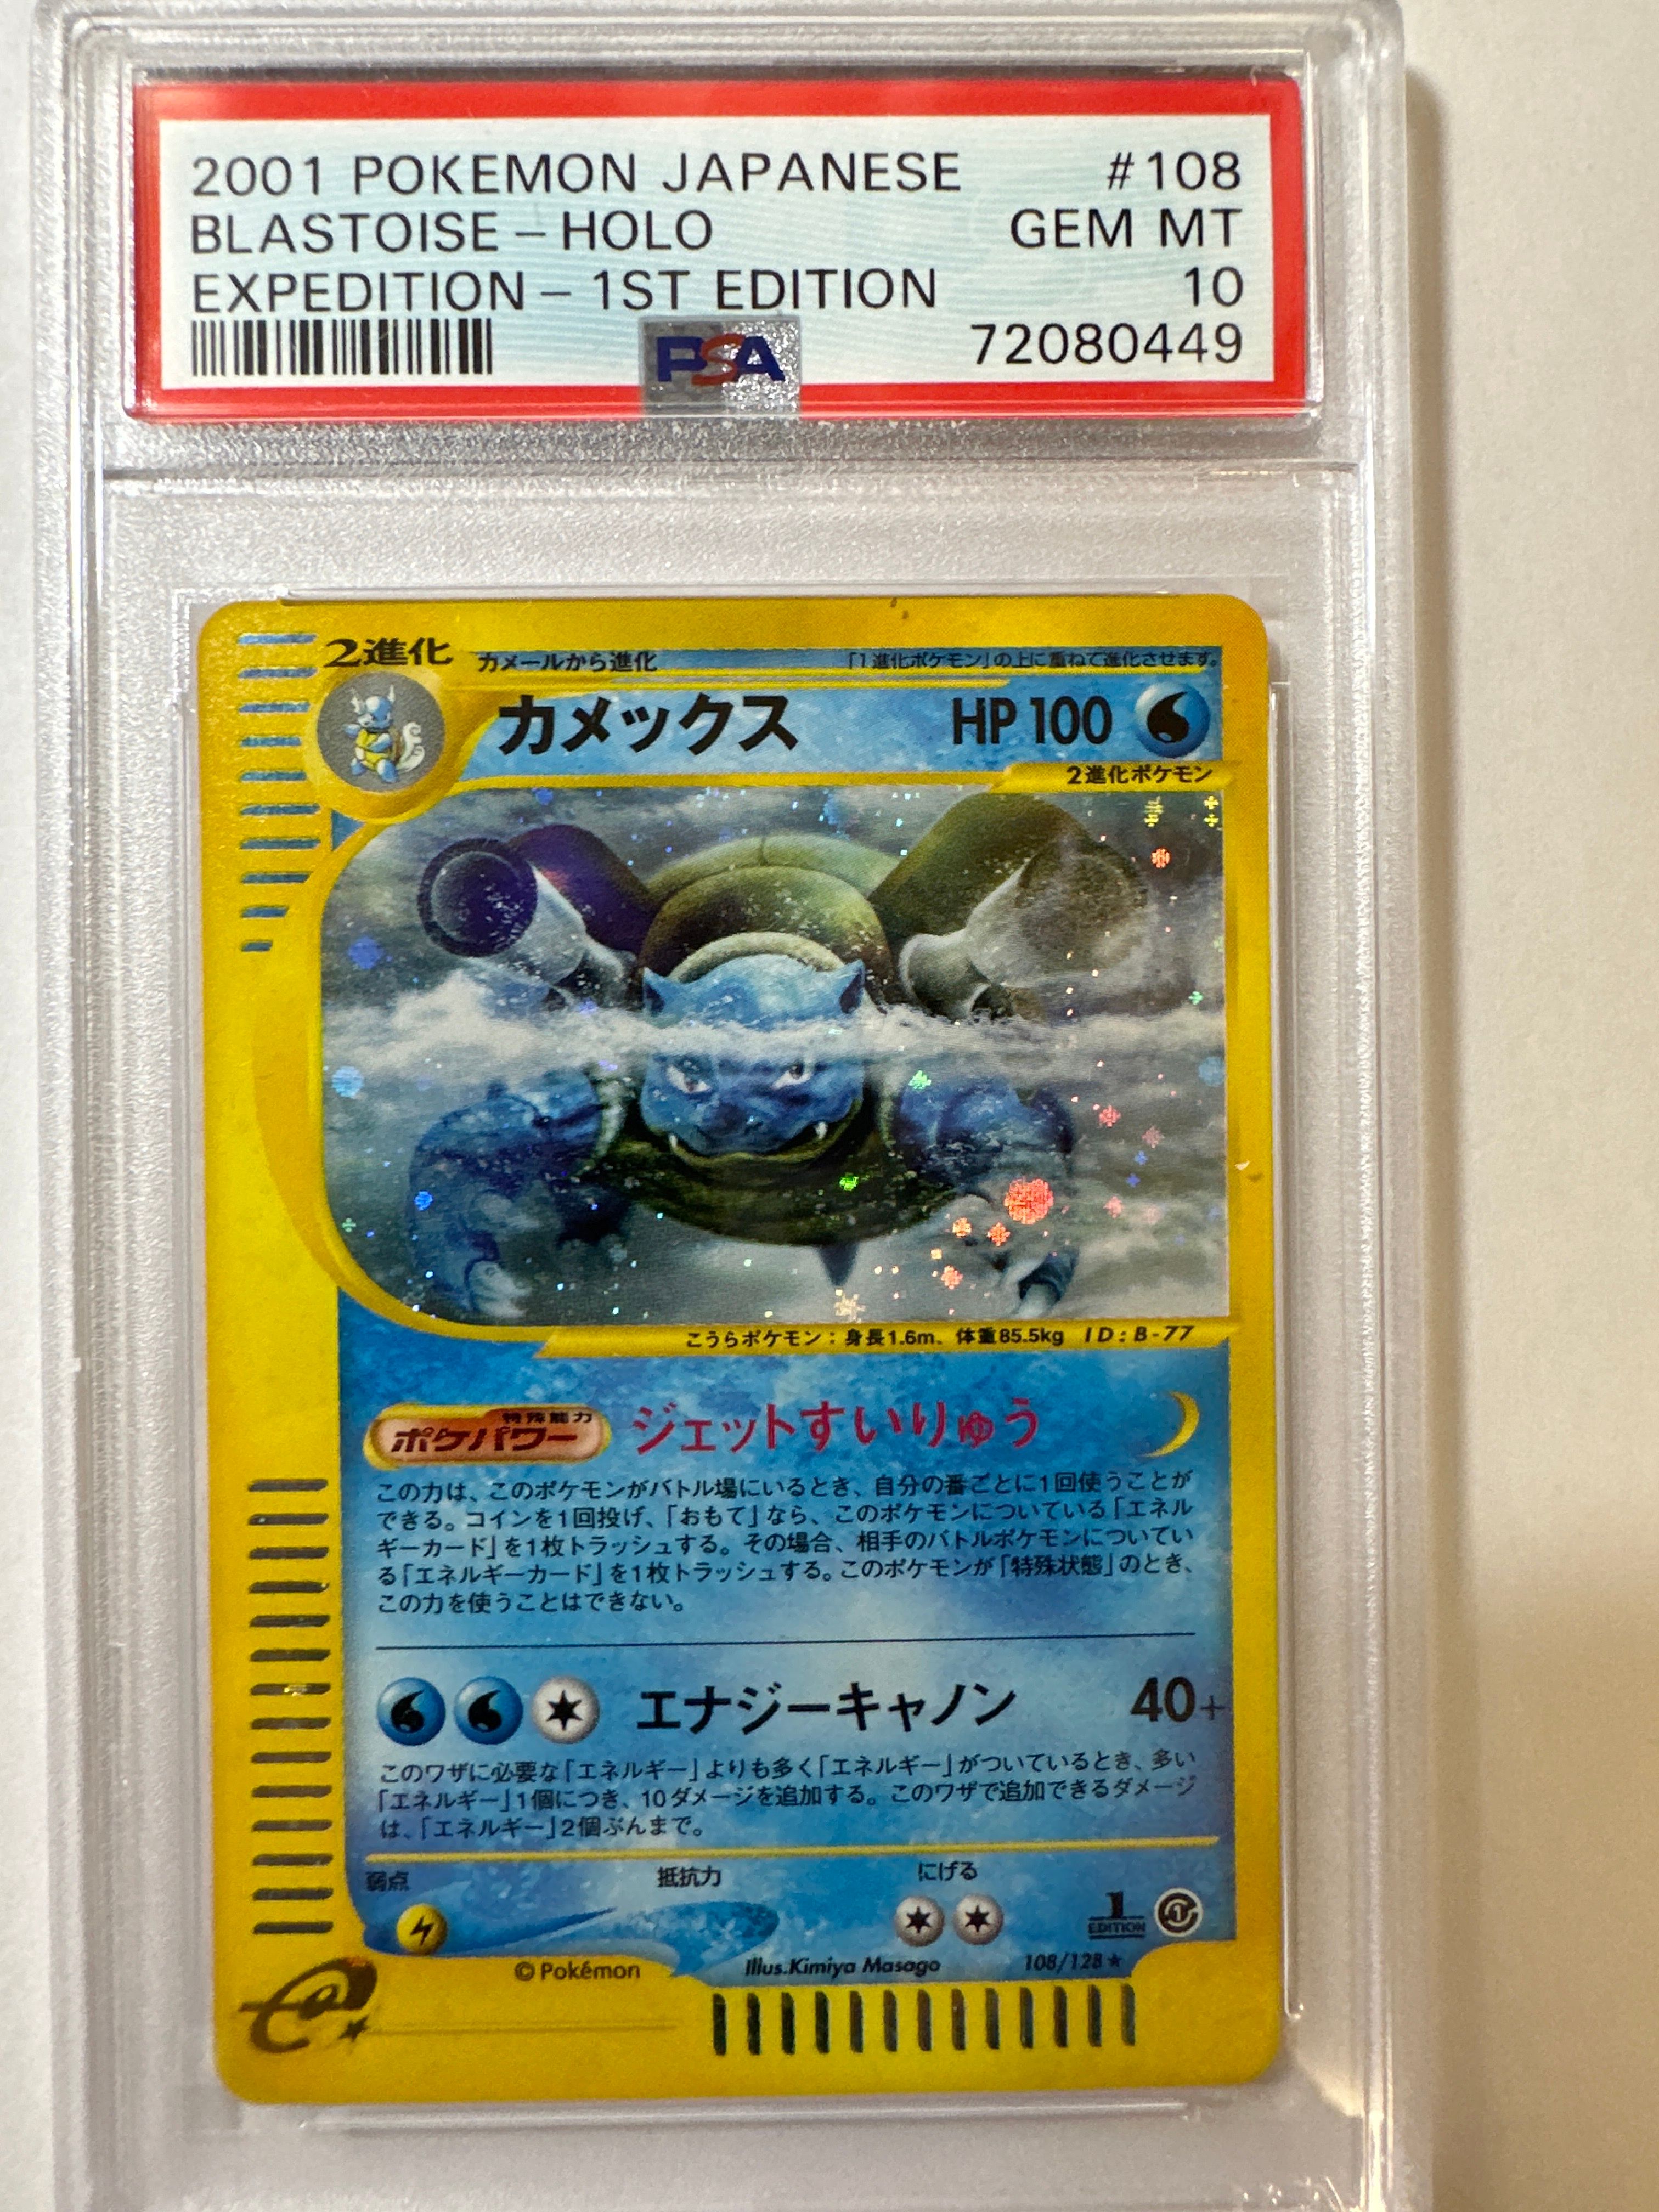 2001 POKEMON JAPANESE #108
BLASTOISE - HOLO GEM MT
EXPEDITION - 1ST EDITION 10
PSA 72080449
2進化 カメールから進化 「1進化ポケモン」の上に重ねて進化させます。
カメックス HP 100
2進化ポケモン
こうらポケモン：身長1.6m、体重85.5kg ID:B-77
特殊能力
ポケパワー ジェットすいりゅう
この力は、このポケモンがバトル場にいるとき、自分の番ごとに1回使うことが
できる。コインを1回投げ、「おもて」なら、このポケモンについている「エネル
ギーカード」を1枚トラッシュする。その場合、相手のバトルポケモンについてい
る「エネルギーカード」を1枚トラッシュする。このポケモンが「特殊状態」のとき、
この力を使うことはできない。
エナジーキャノン 40+
このワザに必要な「エネルギー」よりも多く「エネルギー」がついているとき、多い
「エネルギー」1個につき、10ダメージを追加する。このワザで追加できるダメージ
は、「エネルギー」2個ぶんまで。
弱点 抵抗力 にげる
1
EDITION
©Pokémon Illus.Kimiya Masago 108/128★
e